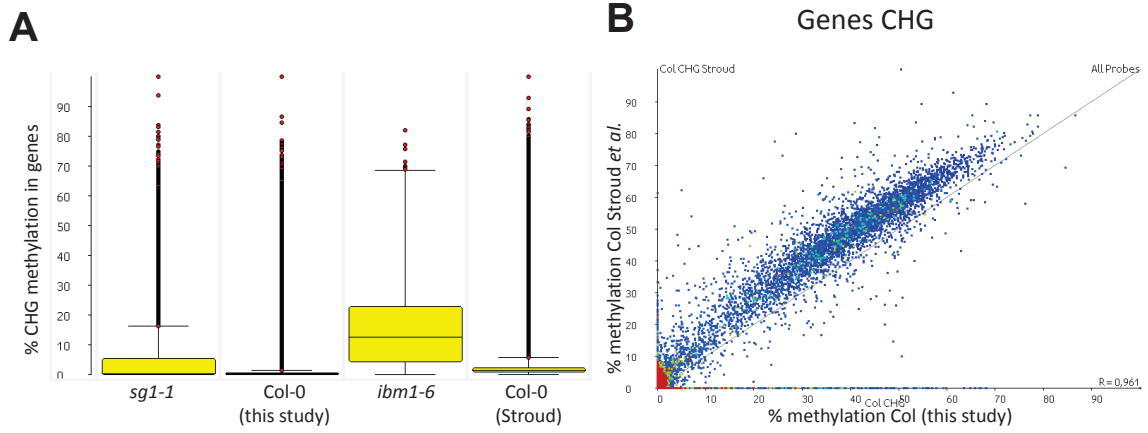 A
% CHG methylation in genes
90
80
70
60
50
40
30
20
10
0
sg1-1
Col-0
(this study)
ibm1-6
Col-0
(Stroud)
B
Genes CHG
Col CHG Stroud
All Probes
% methylation Col Stroud et al.
90
80
70
60
50
40
30
20
10
0
R = 0,961
0
10
20
30
40
50
60
70
80
90
Col CHG
% methylation Col (this study)